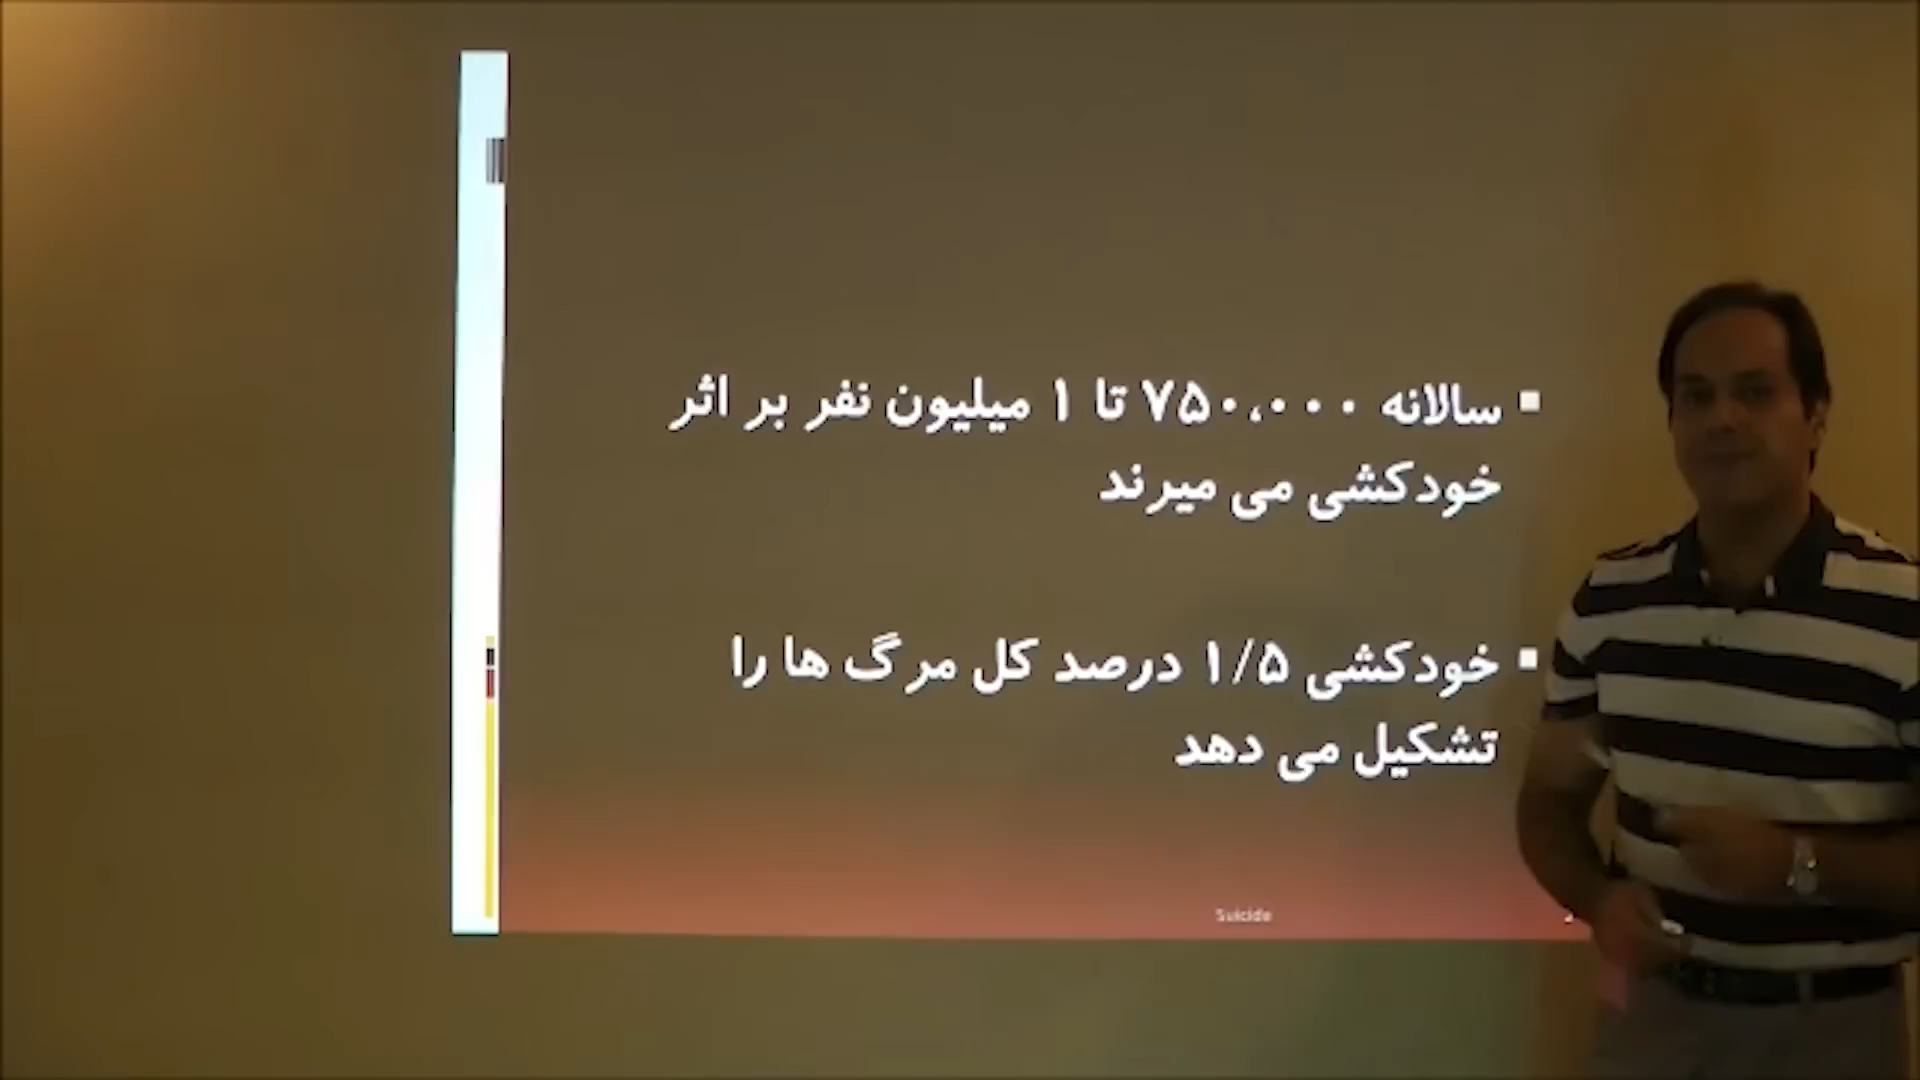 ▪ سالانه ۷۵۰،۰۰۰ تا ۱ میلیون نفر بر اثر
خودکشی می میرند
▪ خودکشی ۱/۵ درصد کل مرگ ها را
تشکیل می دهد
Suicide